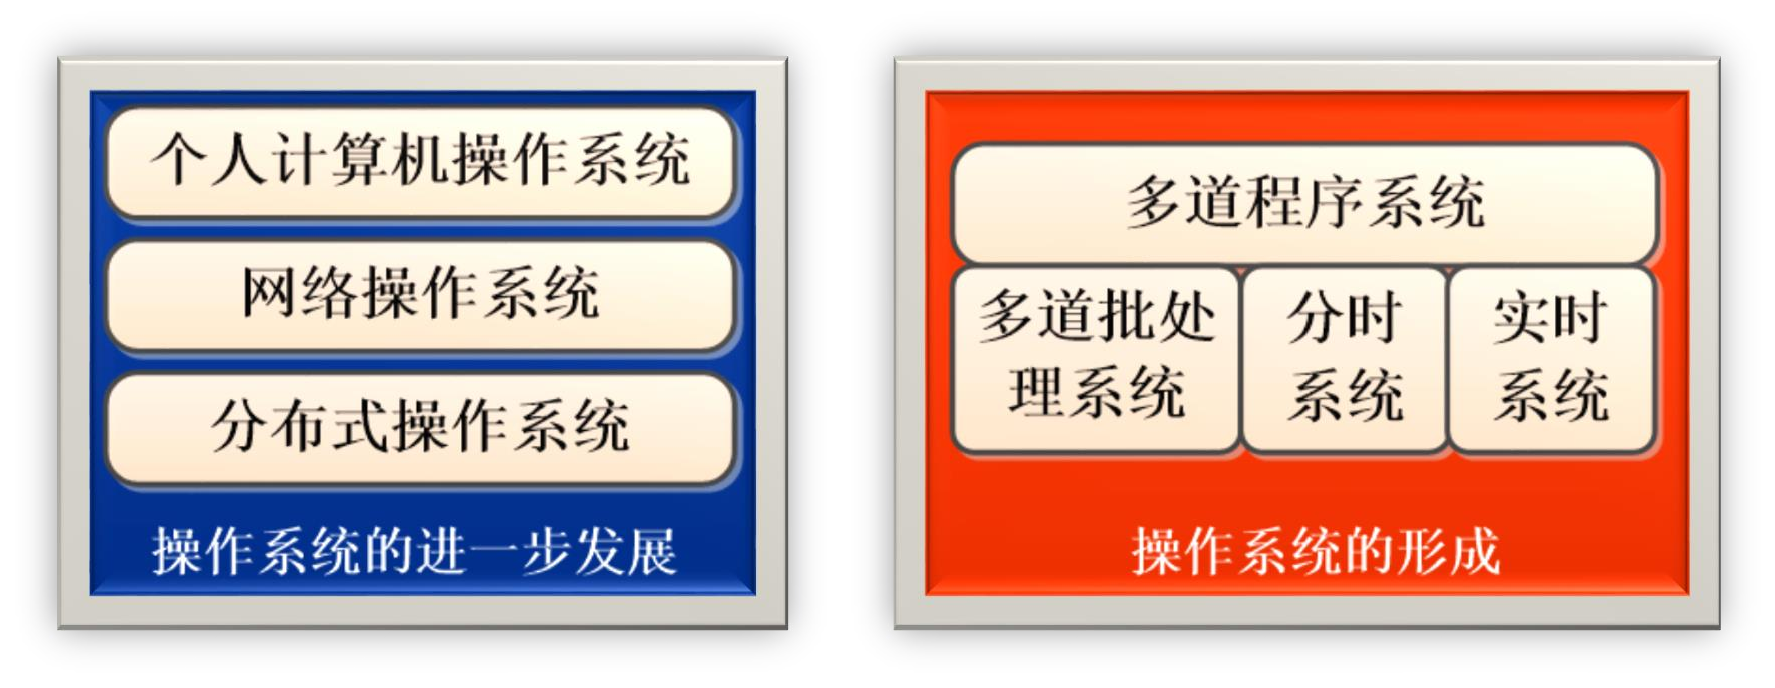 个人计算机操作系统
网络操作系统
分布式操作系统
操作系统的进一步发展
多道程序系统
多道批处
理系统
分时
系统
实时
系统
操作系统的形成